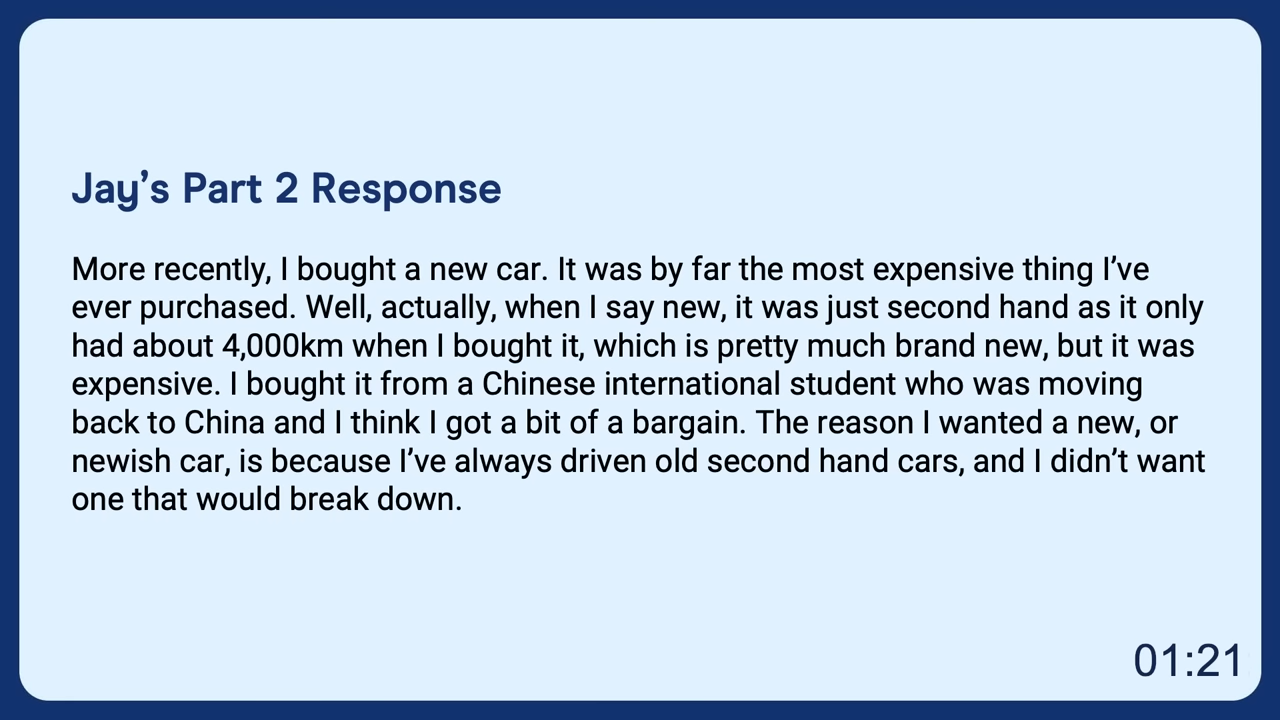 Jay’s Part 2 Response
More recently, I bought a new car. It was by far the most expensive thing I’ve
ever purchased. Well, actually, when I say new, it was just second hand as it only
had about 4,000km when I bought it, which is pretty much brand new, but it was
expensive. I bought it from a Chinese international student who was moving
back to China and I think I got a bit of a bargain. The reason I wanted a new, or
newish car, is because I’ve always driven old second hand cars, and I didn’t want
one that would break down.
01:21